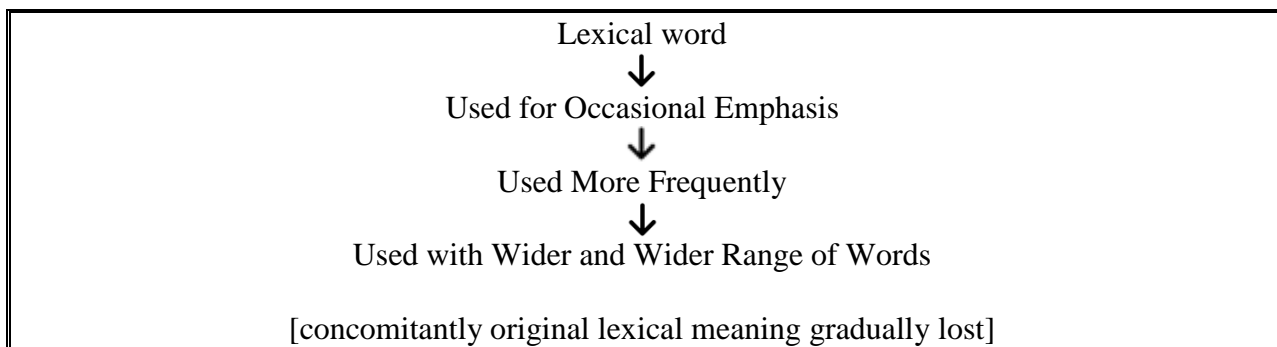 Lexical word
Used for Occasional Emphasis
Used More Frequently
Used with Wider and Wider Range of Words
[concomitantly original lexical meaning gradually lost]